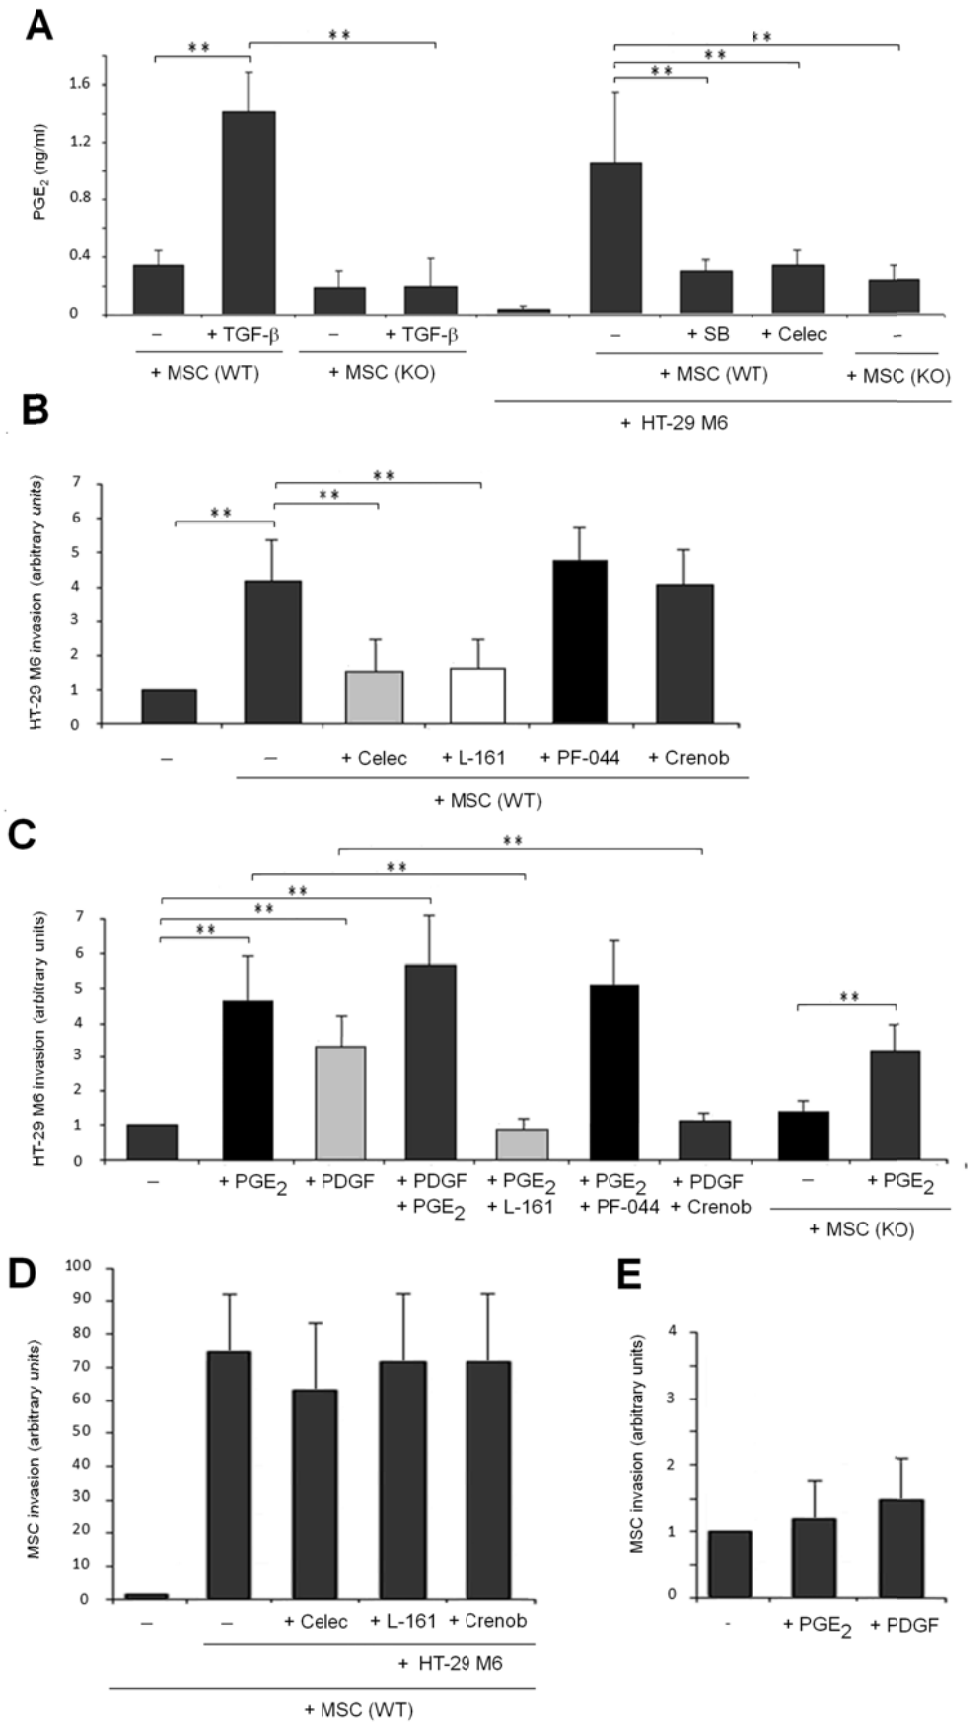 A
** **
** ** **
PGE2 (ng/ml)
1.6
1.2
0.8
0.4
0
– + TGF-β – + TGF-β – + SB + Celec -
+ MSC (WT) + MSC (KO) + MSC (WT) + MSC (KO)
+ HT-29 M6
B
** ** **
HT-29 M6 invasion (arbitrary units)
7
6
5
4
3
2
1
0
– – + Celec + L-161 + PF-044 + Crenob
+ MSC (WT)
C
**
**
**
**
** **
HT-29 M6 invasion (arbitrary units)
7
6
5
4
3
2
1
0
– + PGE2 + PDGF + PDGF + PGE2 + PGE2 + PDGF – + PGE2
+ PGE2 + L-161 + PF-044 + Crenob
+ MSC (KO)
D
MSC invasion (arbitrary units)
100
90
80
70
60
50
40
30
20
10
0
– – + Celec + L-161 + Crenob
+ HT-29 M6
+ MSC (WT)
E
MSC invasion (arbitrary units)
4
3
2
1
0
- + PGE2 + PDGF